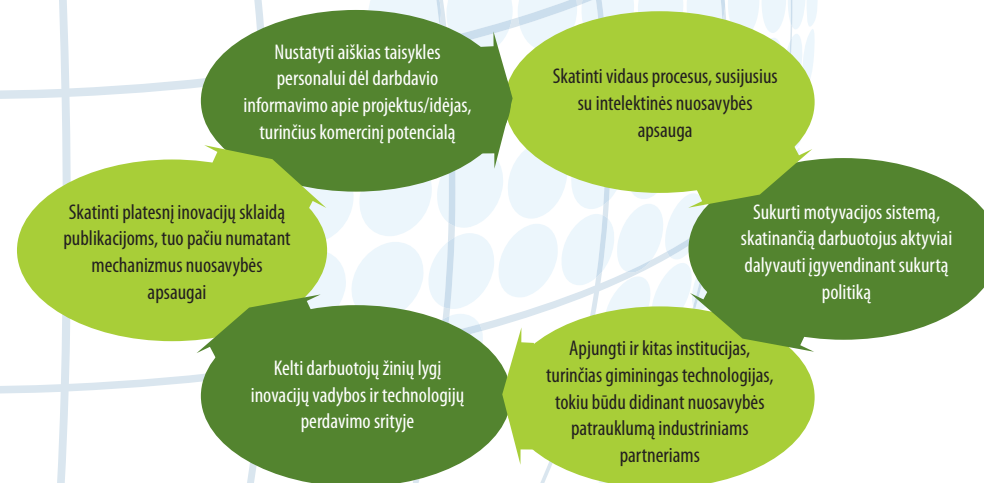 Nustatyti aiškias taisykles
personalui dėl darbdavio
informavimo apie projektus/idėjas,
turinčius komercinį potencialą
Skatinti vidaus procesus, susijusius
su intelektinės nuosavybės
apsauga
Sukurti motyvacijos sistemą,
skatinančią darbuotojus aktyviai
dalyvauti įgyvendinant sukurtą
politiką
Apjungti ir kitas institucijas,
turinčias giminingas technologijas,
tokiu būdu didinant nuosavybės
patrauklumą industriniams
partneriams
Kelti darbuotojų žinių lygį
inovacijų vadybos ir technologijų
perdavimo srityje
Skatinti platesnį inovacijų sklaidą
publikacijoms, tuo pačiu numatant
mechanizmus nuosavybės
apsaugai